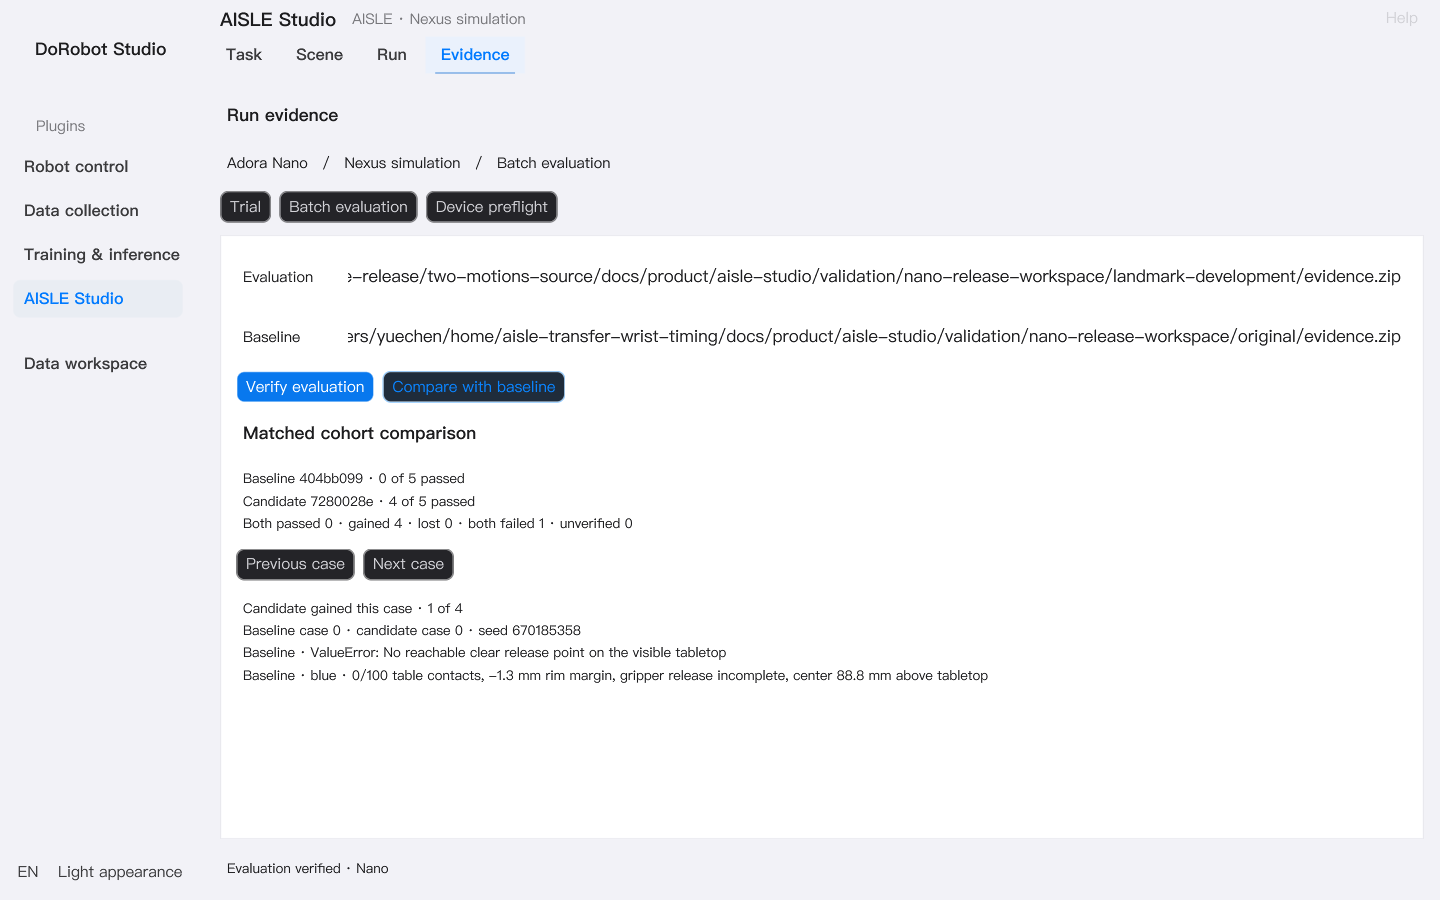 AISLE Studio AISLE · Nexus simulation Help
DoRobot Studio
Task Scene Run Evidence
Run evidence
Plugins
Robot control
Data collection
Training & inference
AISLE Studio
Data workspace
Adora Nano / Nexus simulation / Batch evaluation
Trial Batch evaluation Device preflight
Evaluation e-release/two-motions-source/docs/product/aisle-studio/validation/nano-release-workspace/landmark-development/evidence.zip
Baseline ers/yuechen/home/aisle-transfer-wrist-timing/docs/product/aisle-studio/validation/nano-release-workspace/original/evidence.zip
Verify evaluation Compare with baseline
Matched cohort comparison
Baseline 404bb099 · 0 of 5 passed
Candidate 7280028e · 4 of 5 passed
Both passed 0 · gained 4 · lost 0 · both failed 1 · unverified 0
Previous case Next case
Candidate gained this case · 1 of 4
Baseline case 0 · candidate case 0 · seed 670185358
Baseline · ValueError: No reachable clear release point on the visible tabletop
Baseline · blue · 0/100 table contacts, -1.3 mm rim margin, gripper release incomplete, center 88.8 mm above tabletop
EN Light appearance
Evaluation verified · Nano